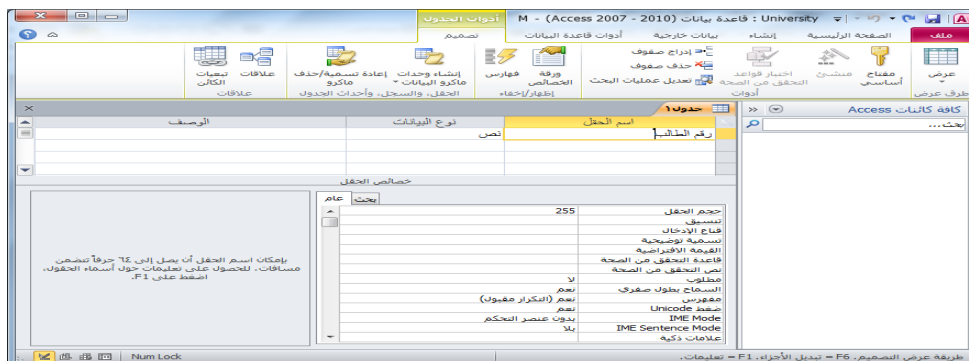 University : قاعدة بيانات (Access 2007 - 2010) - M
أدوات الجدول
ملف
الصفحة الرئيسية
إنشاء
بيانات خارجية
أدوات قاعدة البيانات
تصميم
عرض
مفتاح أساسي
منشئ
اختبار قواعد التحقق من الصحة
إدراج صفوف
حذف صفوف
تعديل عمليات البحث
ورقة الخصائص
فهارس
إنشاء وحدات ماكرو البيانات
إعادة تسمية/حذف ماكرو
علاقات
تبعيات الكائن
طرق عرض
أدوات
إظهار/إخفاء
الحقل، والسجل، وأحداث الجدول
علاقات
كافة كائنات Access
بحث...
جدول١
اسم الحقل
نوع البيانات
الوصف
رقم الطالب
نص
خصائص الحقل
عام
بحث
حجم الحقل
255
تنسيق
قناع الإدخال
تسمية توضيحية
القيمة الافتراضية
قاعدة التحقق من الصحة
نص التحقق من الصحة
مطلوب
لا
السماح بطول صفري
نعم
مفهرس
نعم (التكرار مقبول)
ضغط Unicode
نعم
IME Mode
بدون عنصر التحكم
IME Sentence Mode
بلا
علامات ذكية
بإمكان اسم الحقل أن يصل إلى ٦٤ حرفاً تتضمن
مسافات. للحصول على تعليمات حول أسماء الحقول،
اضغط على F1.
طريقة عرض التصميم. F6 = تبديل الأجزاء. F1 = تعليمات.
Num Lock